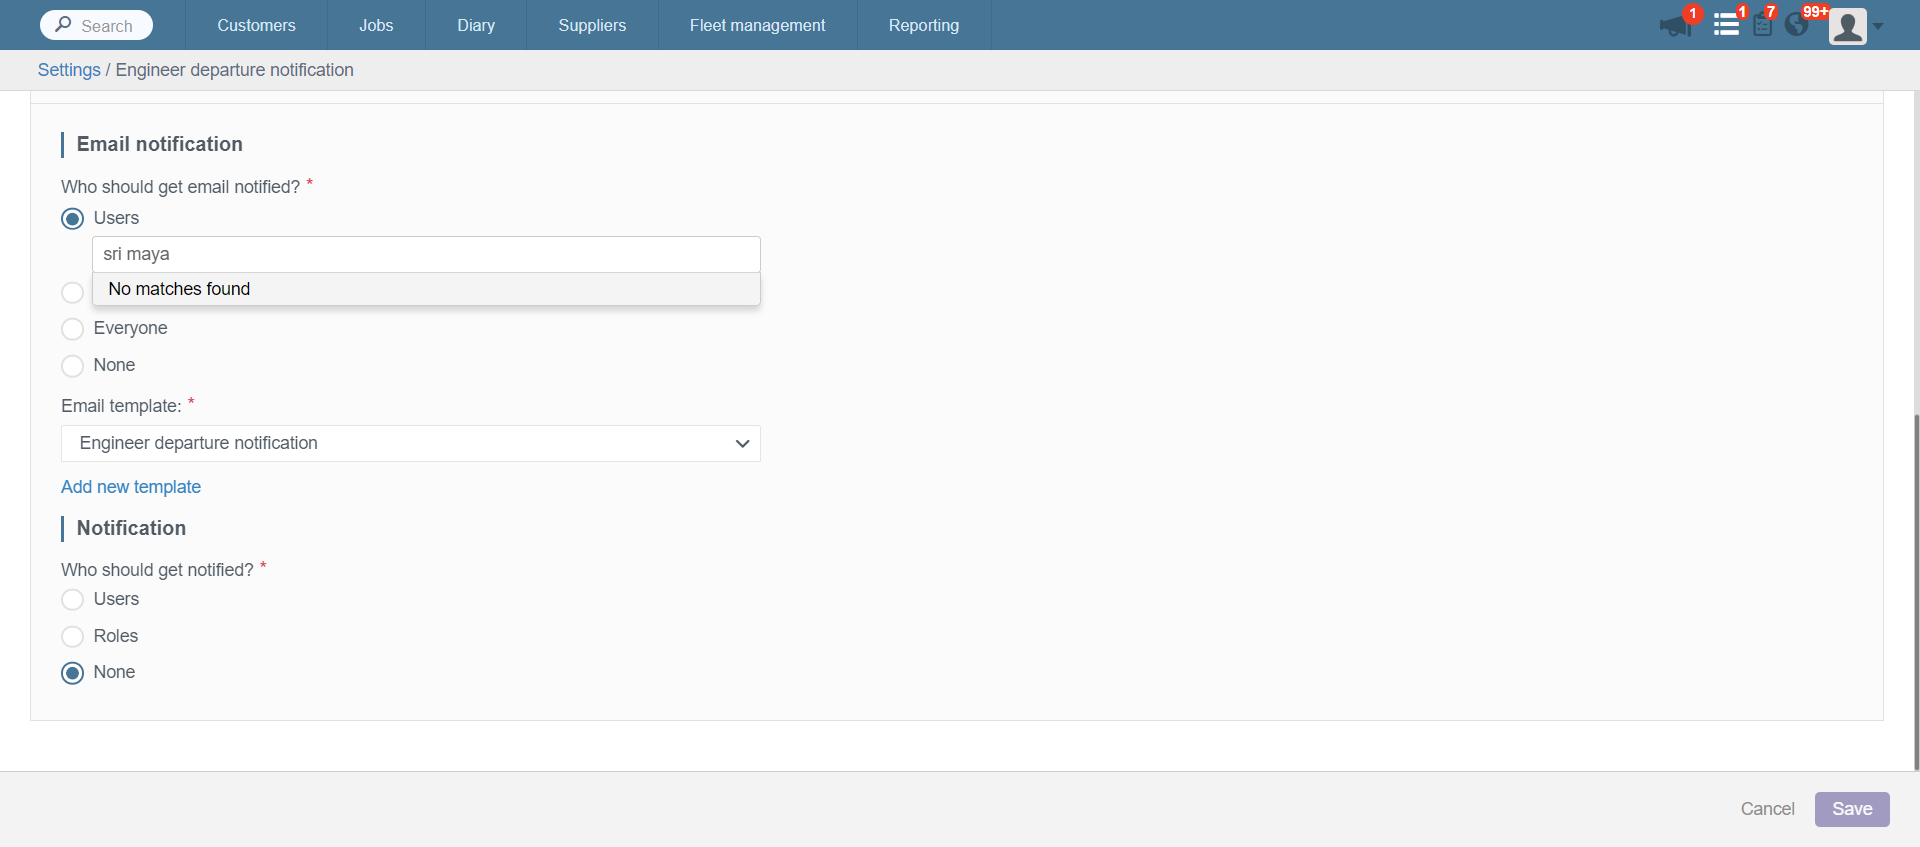 Search
Customers
Jobs
Diary
Suppliers
Fleet management
Reporting
1
1
7
99+
Settings / Engineer departure notification
Email notification
Who should get email notified? *
Users
sri maya
No matches found
Everyone
None
Email template: *
Engineer departure notification
Add new template
Notification
Who should get notified? *
Users
Roles
None
Cancel
Save